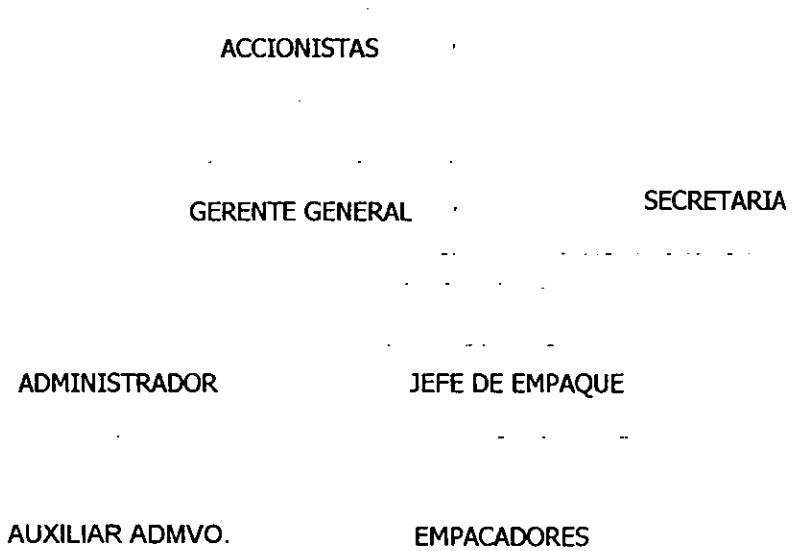 ACCIONISTAS
GERENTE GENERAL
SECRETARIA
ADMINISTRADOR
JEFE DE EMPAQUE
AUXILIAR ADMVO.
EMPACADORES